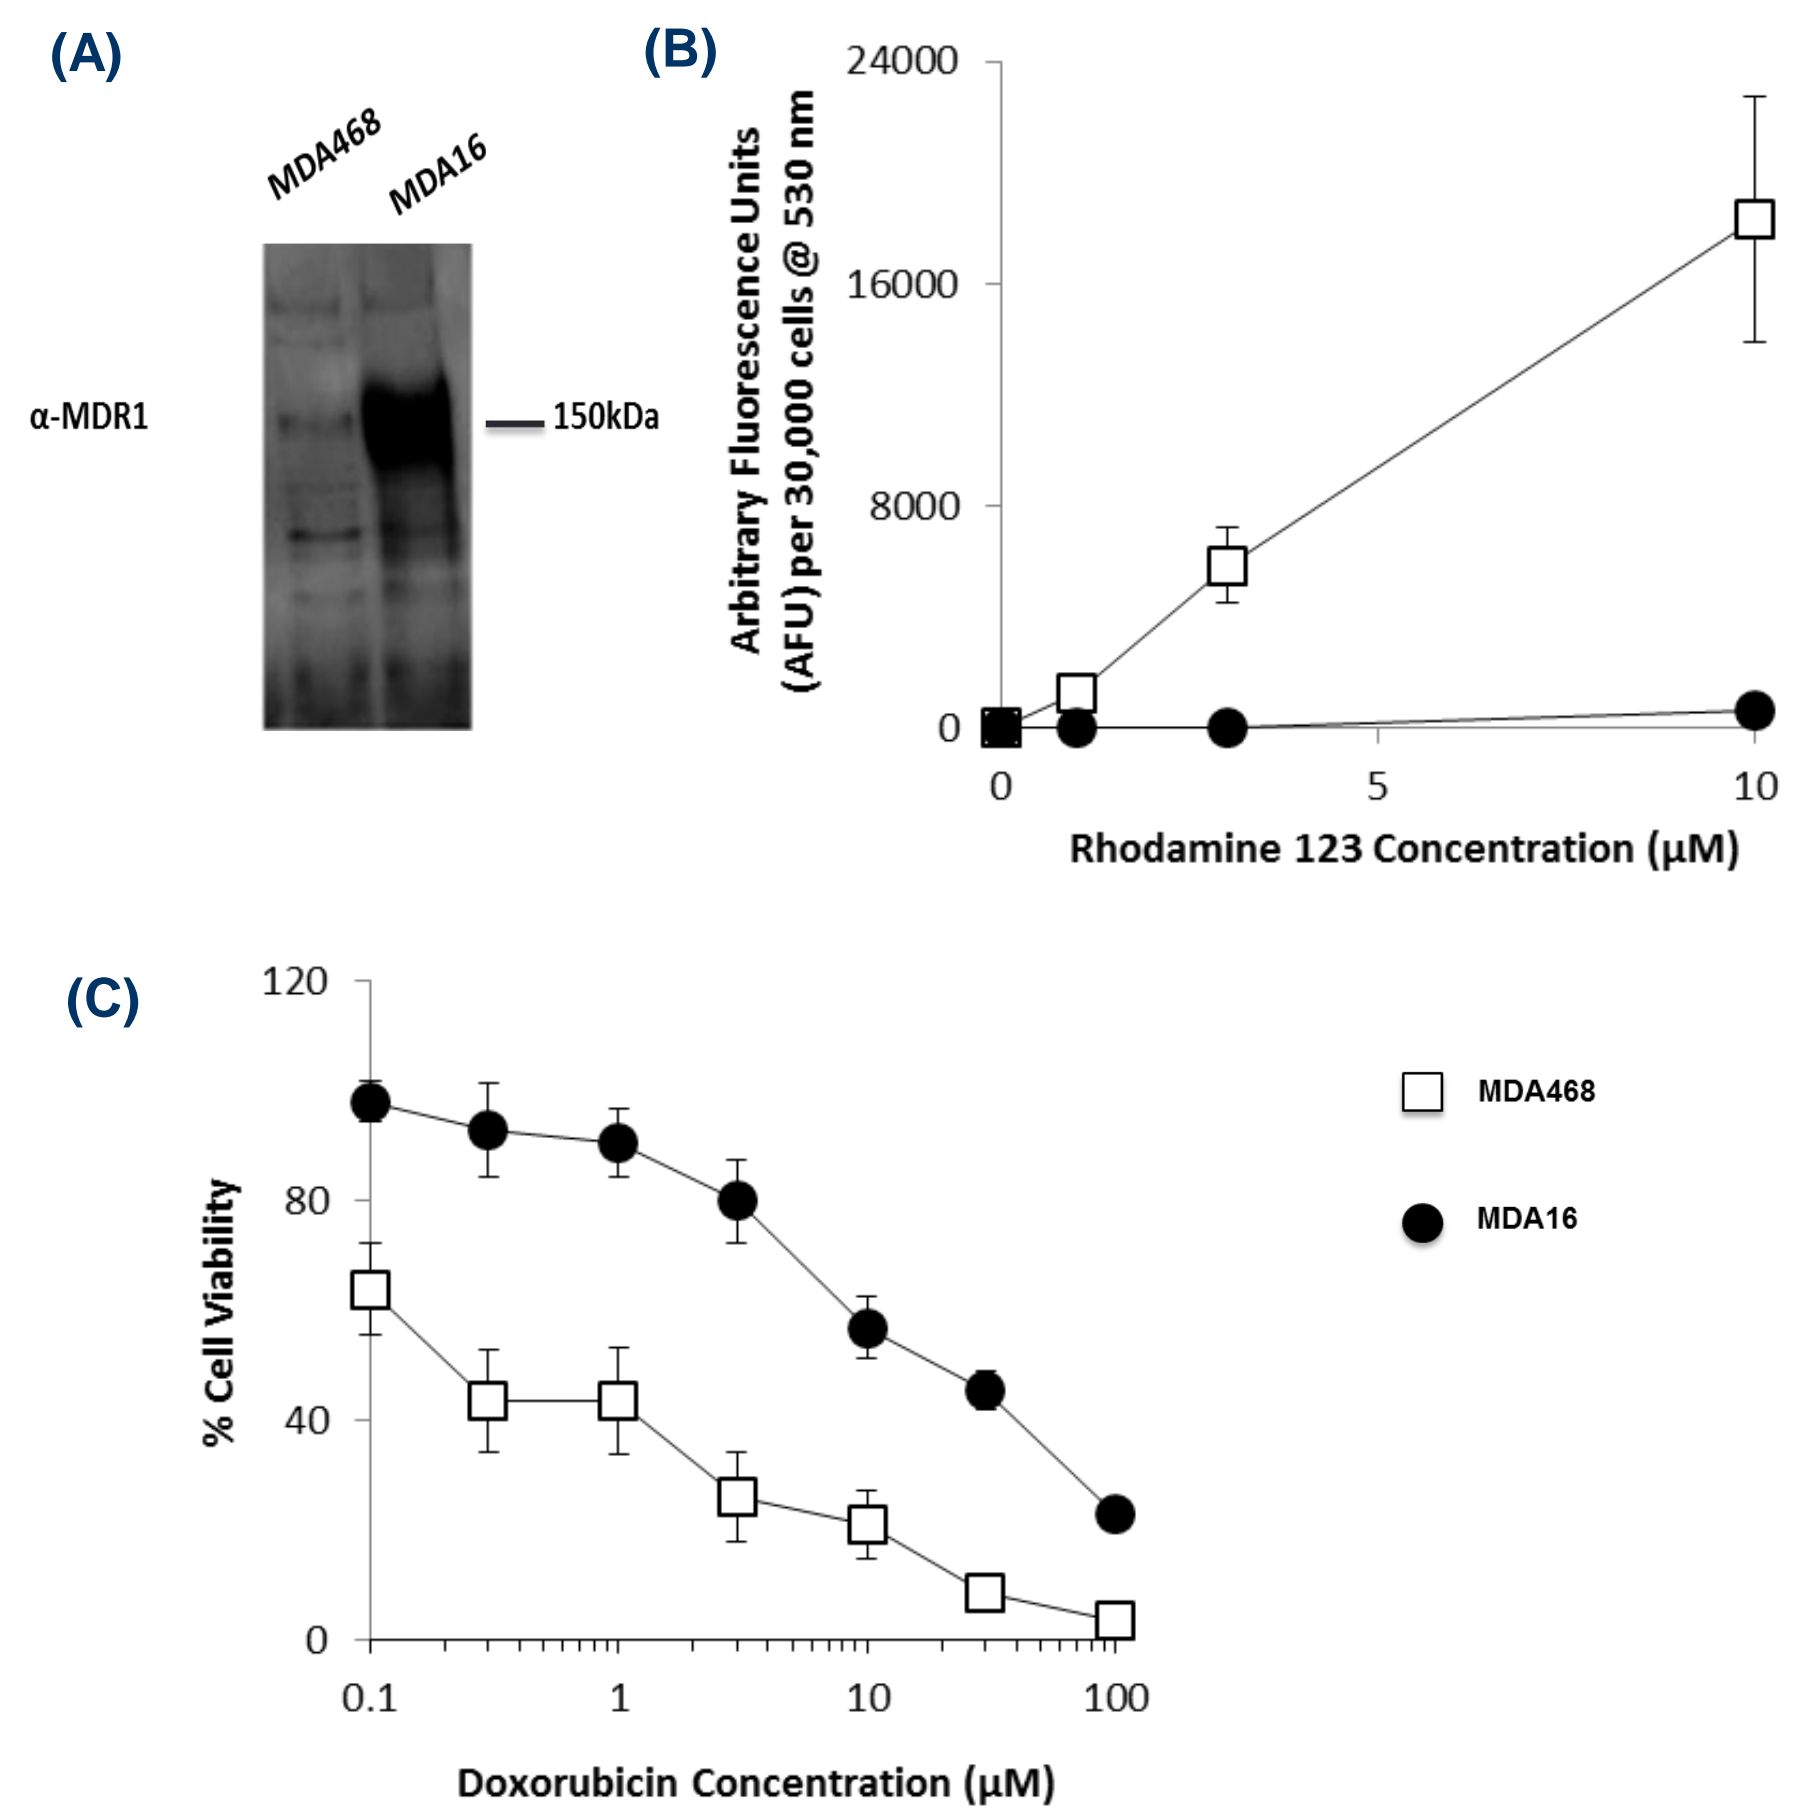 (A)
MDA468
MDA16
α-MDR1
150kDa
(B)
Arbitrary Fluorescence Units
(AFU) per 30,000 cells @ 530 nm
24000
16000
8000
0
0
5
10
Rhodamine 123 Concentration (µM)
(C)
% Cell Viability
120
80
40
0
0.1
1
10
100
Doxorubicin Concentration (µM)
MDA468
MDA16